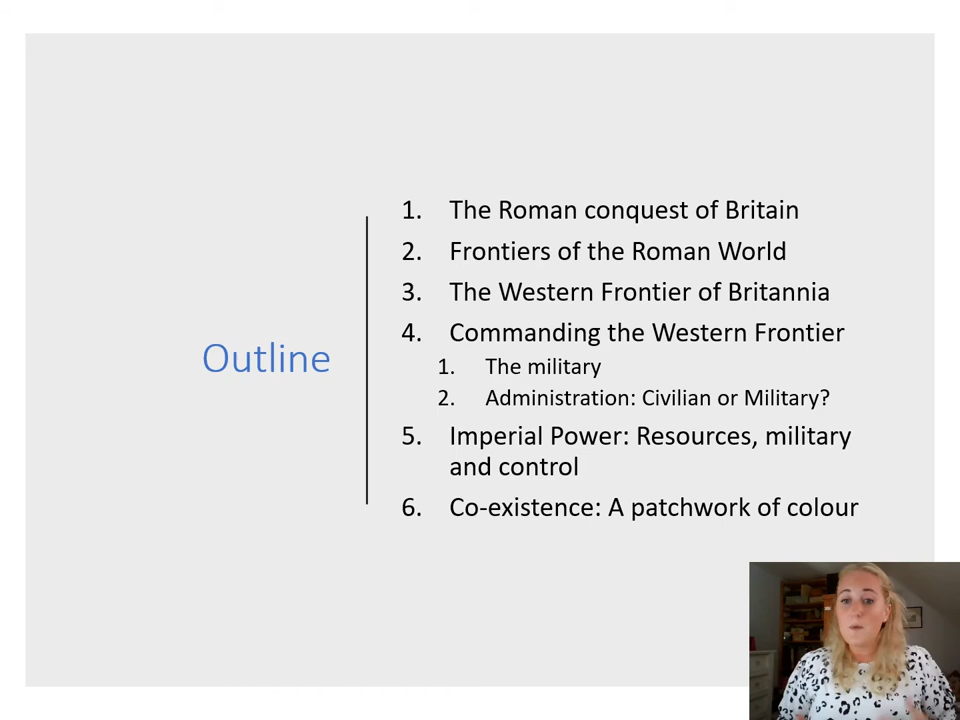 Outline
1. The Roman conquest of Britain
2. Frontiers of the Roman World
3. The Western Frontier of Britannia
4. Commanding the Western Frontier
1. The military
2. Administration: Civilian or Military?
5. Imperial Power: Resources, military
and control
6. Co-existence: A patchwork of colour